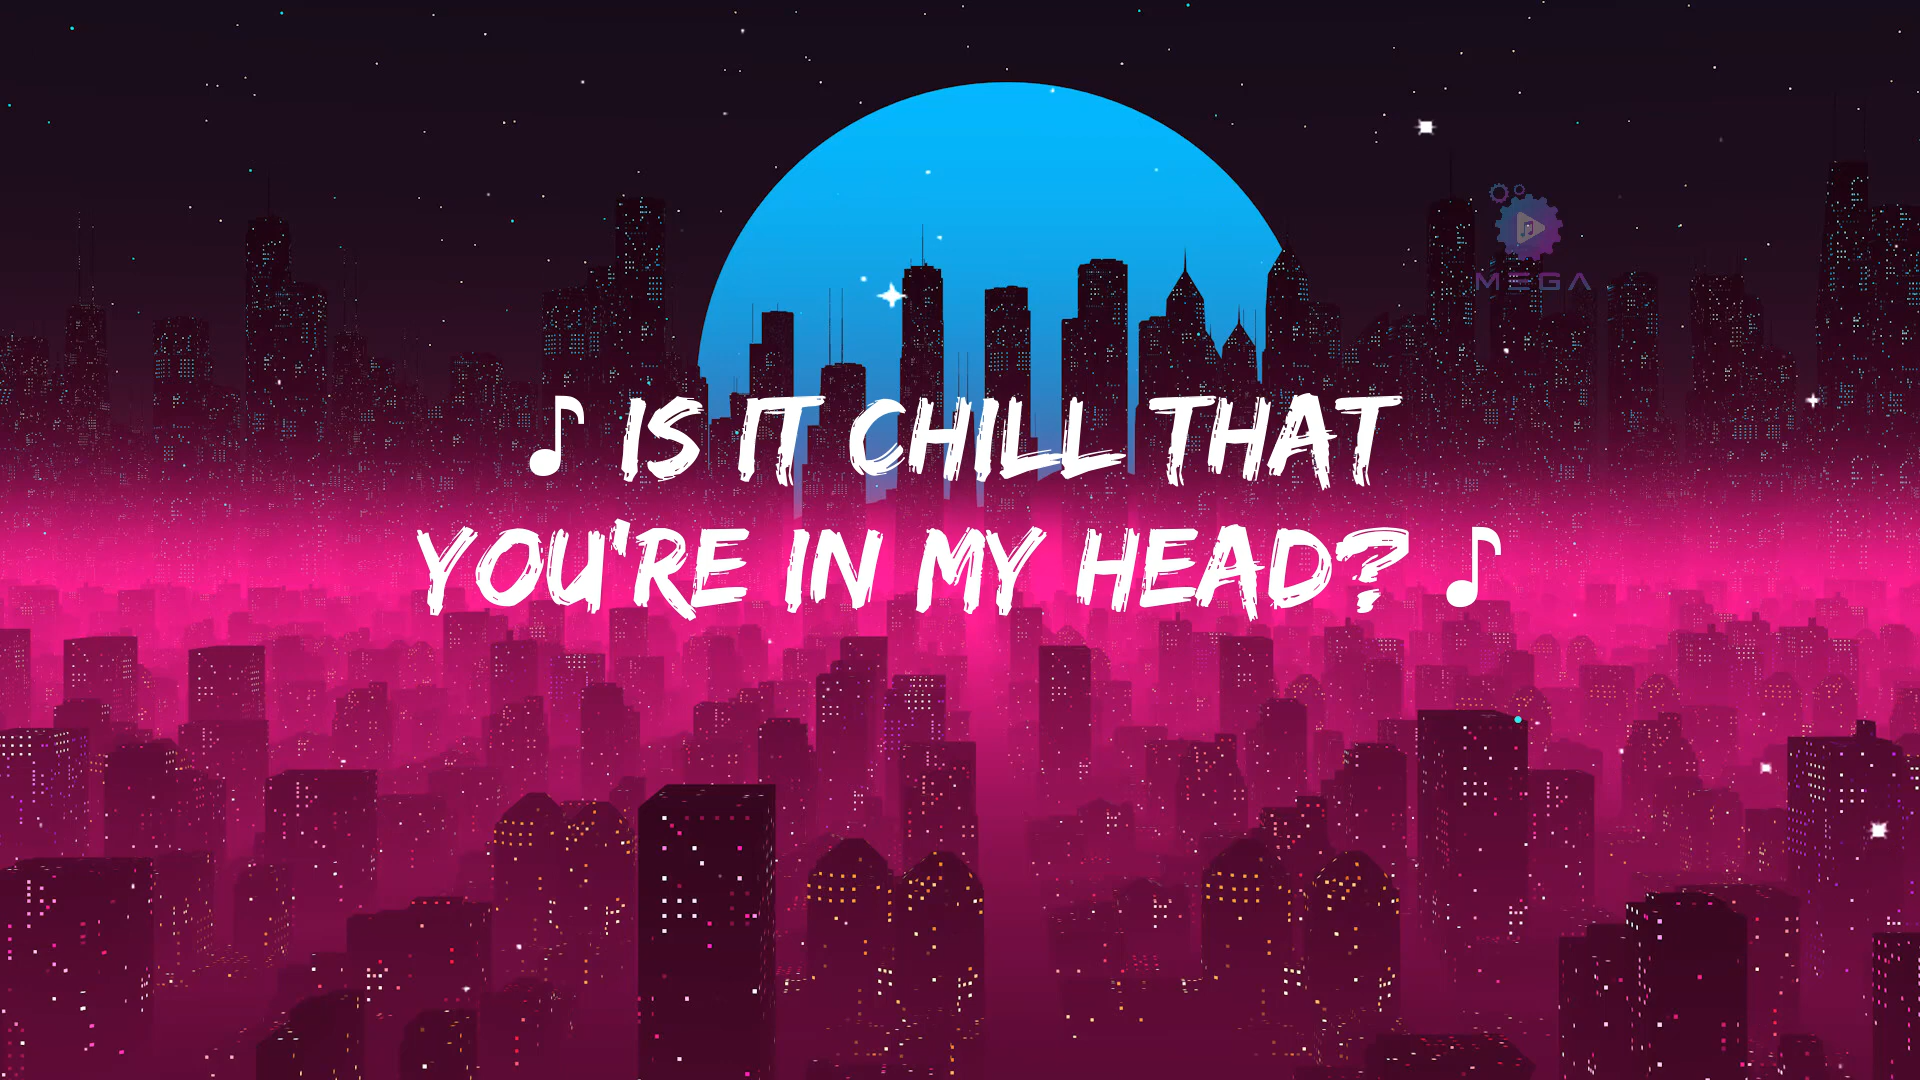 MEGA
♪ IS IT CHILL THAT
YOU'RE IN MY HEAD? ♪